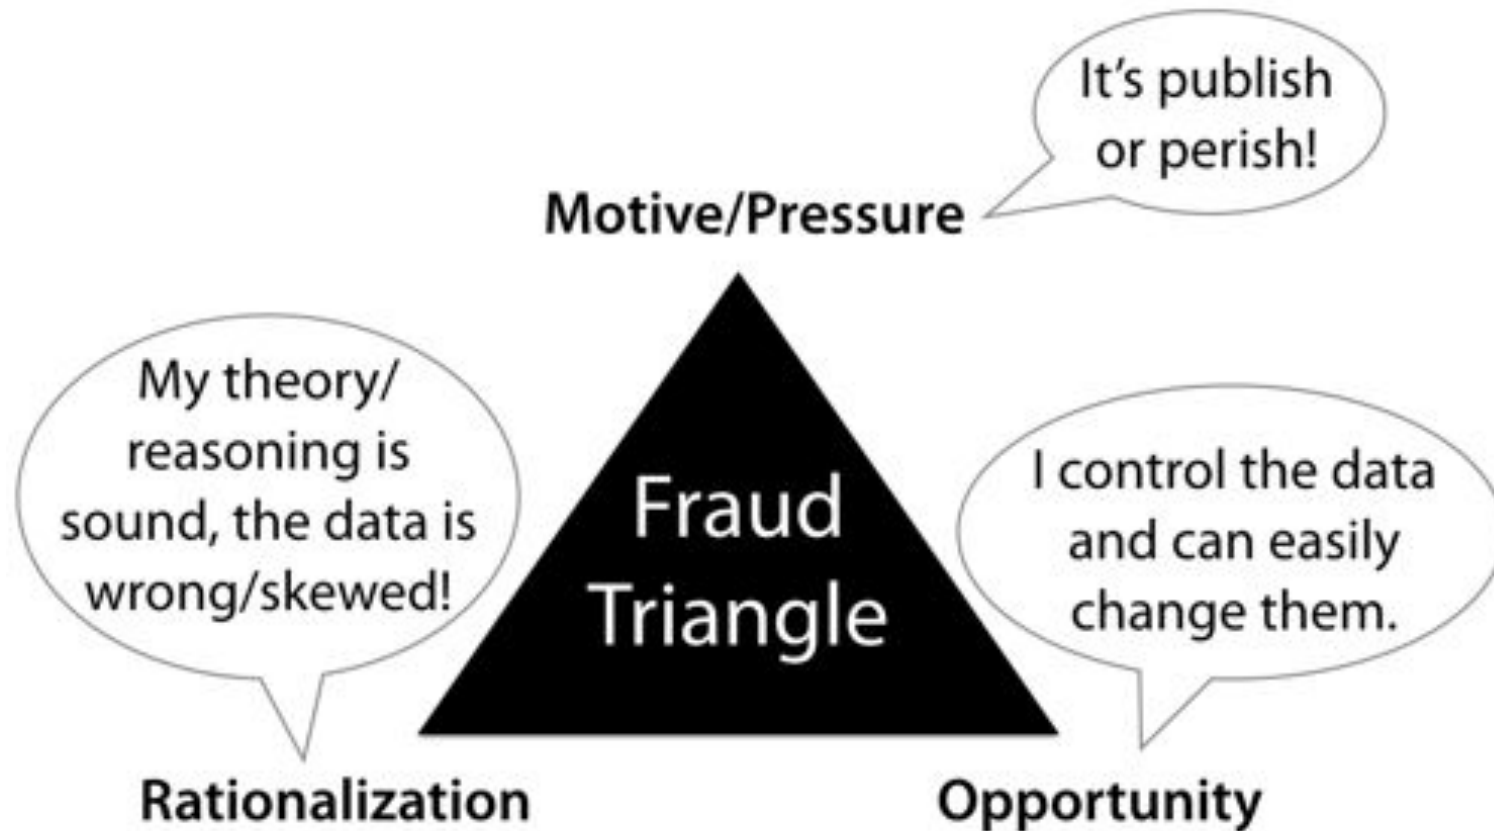 It's publish
or perish!
Motive/Pressure
My theory/
reasoning is
sound, the data is
wrong/skewed!
Fraud
Triangle
I control the data
and can easily
change them.
Rationalization
Opportunity